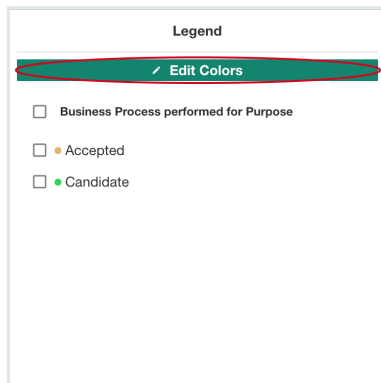 Legend
Edit Colors
Business Process performed for Purpose
Accepted
Candidate